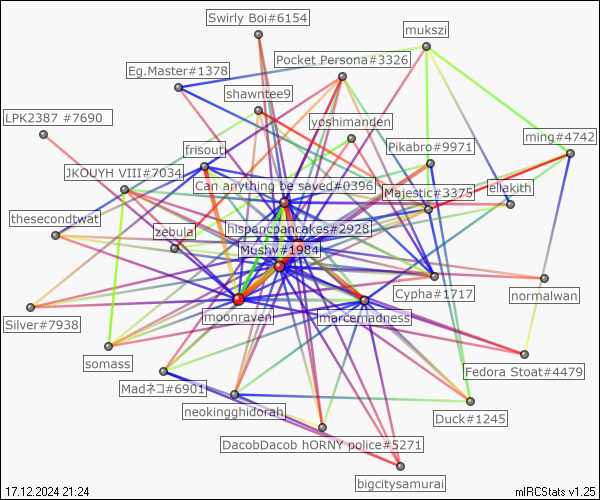 Swirly Boi#6154
mukszi
Pocket Persona#3326
Eg.Master#1378
shawntee9
LPK2387 #7690
yoshimanden
ming#4742
Pikabro#9971
frisout
JKOUYH VIII#7034
Can anything be saved#0396
Majestic#3375
eliakith
thesecondtwat
zebula
hispancpancakes#2928
Mushy#1984
Cypha#1717
normalwan
moonraven
marcemadness
Silver#7938
somass
Fedora Stoat#4479
Madネコ#6901
neokingghidorah
Duck#1245
DacobDacob hORNY police#5271
bigcitysamurai
17.12.2024 21:24
mIRCStats v1.25